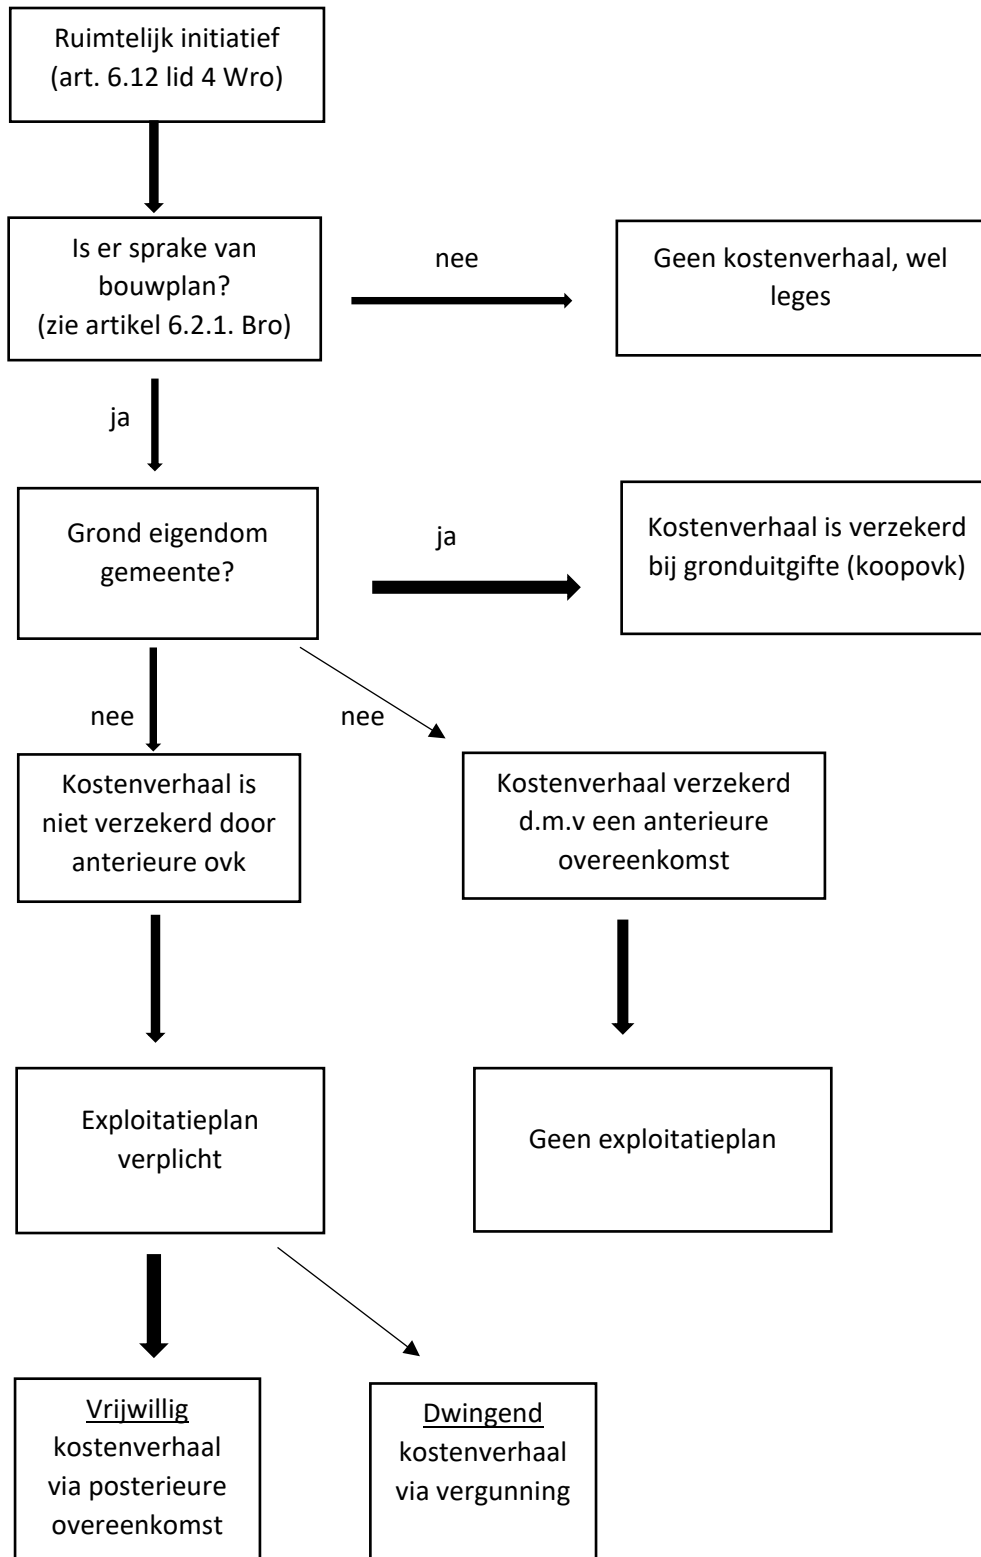 Ruimtelijk initiatief
(art. 6.12 lid 4 Wro)
Is er sprake van
bouwplan?
(zie artikel 6.2.1. Bro)
nee
Geen kostenverhaal, wel
leges
ja
Grond eigendom
gemeente?
ja
Kostenverhaal is verzekerd
bij gronduitgifte (koopovk)
nee
nee
Kostenverhaal is
niet verzekerd door
anterieure ovk
Kostenverhaal verzekerd
d.m.v een anterieure
overeenkomst
Exploitatieplan
verplicht
Geen exploitatieplan
Vrijwillig
kostenverhaal
via posterieure
overeenkomst
Dwingend
kostenverhaal
via vergunning